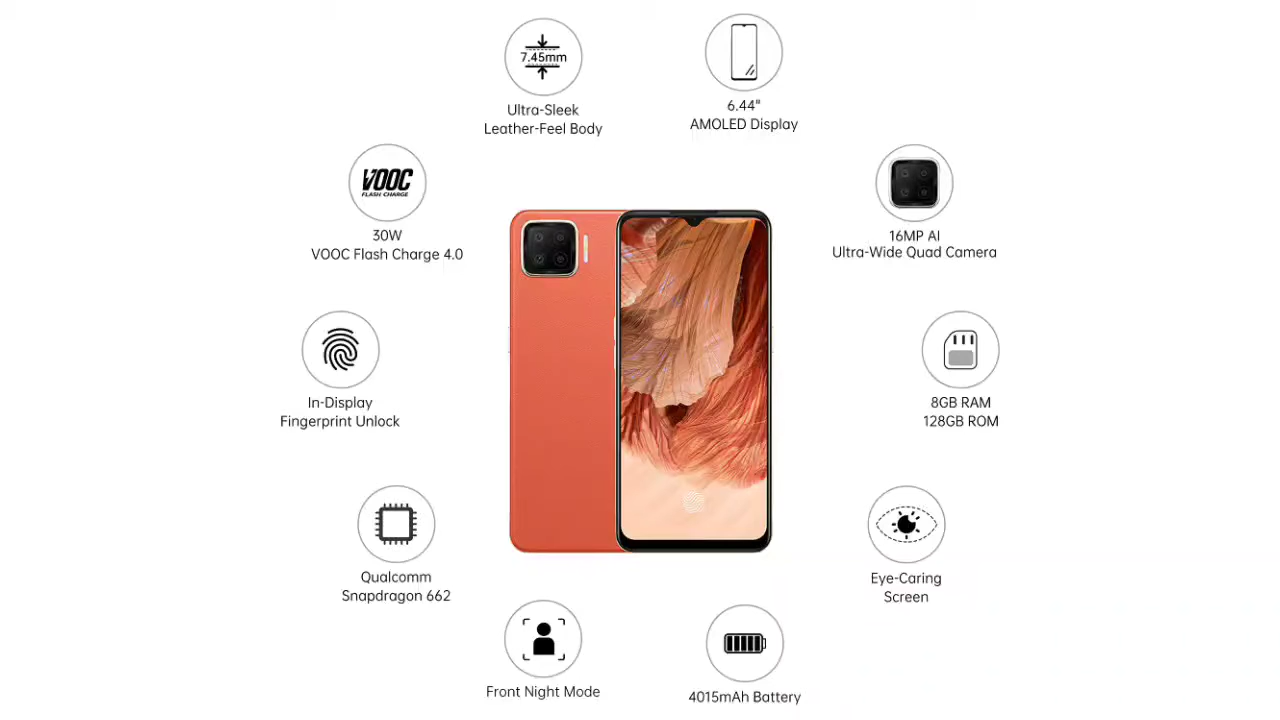 7.45mm
Ultra-Sleek
Leather-Feel Body
6.44"
AMOLED Display
VOOC
FLASH CHARGE
30W
VOOC Flash Charge 4.0
16MP AI
Ultra-Wide Quad Camera
In-Display
Fingerprint Unlock
8GB RAM
128GB ROM
Qualcomm
Snapdragon 662
Eye-Caring
Screen
Front Night Mode
4015mAh Battery